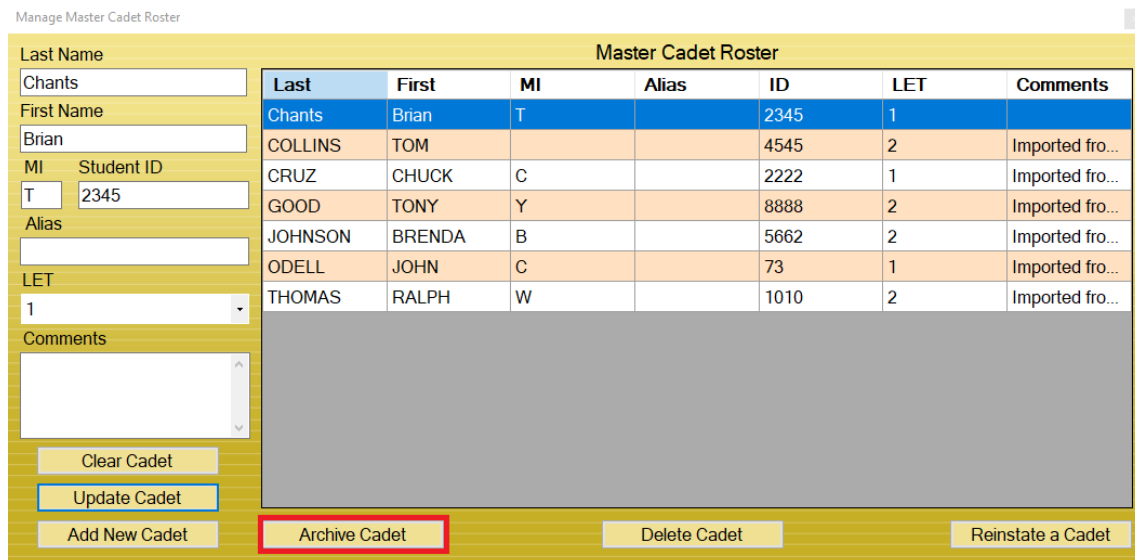 Manage Master Cadet Roster
Last Name
Chants
First Name
Brian
MI Student ID
T 2345
Alias
LET
1
Comments
Clear Cadet
Update Cadet
Add New Cadet
Master Cadet Roster
Last First MI Alias ID LET Comments
Chants Brian T 2345 1
COLLINS TOM 4545 2 Imported fro...
CRUZ CHUCK C 2222 1 Imported fro...
GOOD TONY Y 8888 2 Imported fro...
JOHNSON BRENDA B 5662 2 Imported fro...
ODELL JOHN C 73 1 Imported fro...
THOMAS RALPH W 1010 2 Imported fro...
Archive Cadet Delete Cadet Reinstate a Cadet